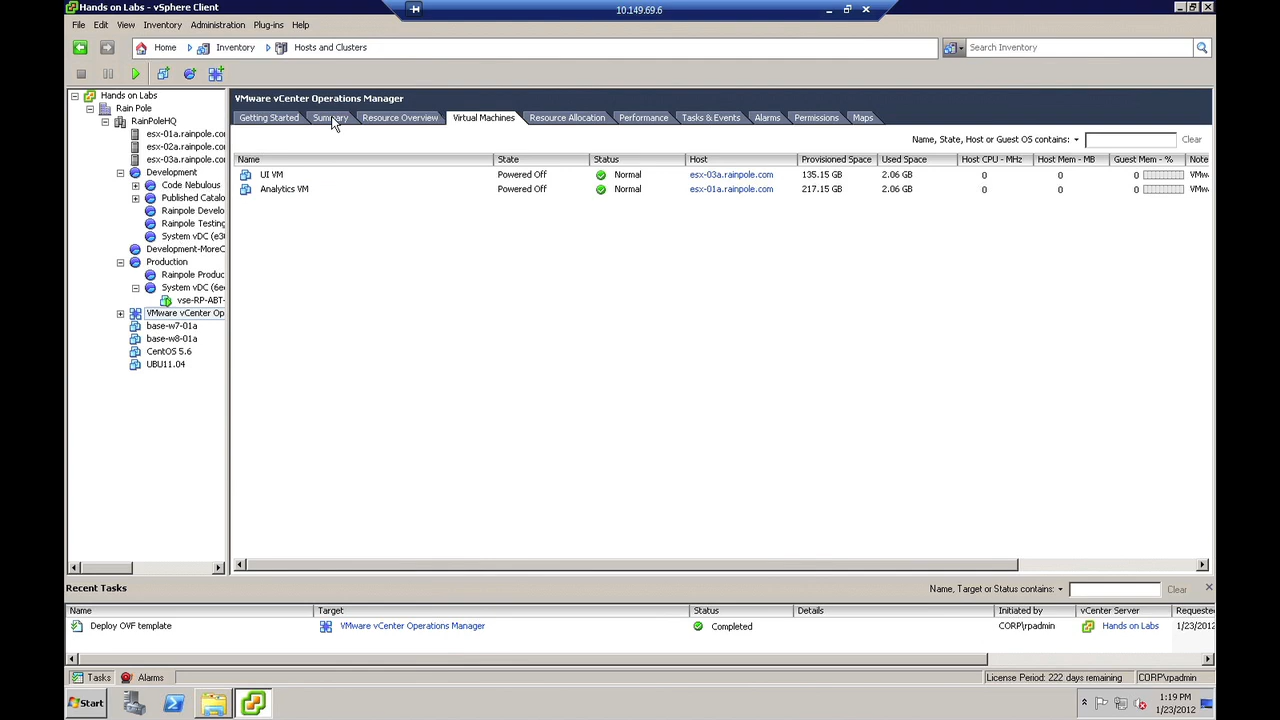 Hands on Labs - vSphere Client
10.149.69.6
File Edit View Inventory Administration Plug-ins Help
Home Inventory Hosts and Clusters
Search Inventory
Hands on Labs
Rain Pole
RainPoleHQ
esx-01a.rainpole.co
esx-02a.rainpole.co
esx-03a.rainpole.co
Development
Code Nebulous
Published Catalo
Rainpole Develo
Rainpole Testing
System vDC (e3
Development-MoreC
Production
Rainpole Produc
System vDC (6e
vse-RP-ABT-
VMware vCenter Op
base-w7-01a
base-w8-01a
CentOS 5.6
UBU11.04
VMware vCenter Operations Manager
Getting Started Summary Resource Overview Virtual Machines Resource Allocation Performance Tasks & Events Alarms Permissions Maps
Name, State, Host or Guest OS contains: Clear
Name State Status Host Provisioned Space Used Space Host CPU - MHz Host Mem - MB Guest Mem - % Note
UI VM Powered Off Normal esx-03a.rainpole.com 135.15 GB 2.06 GB 0 0 0 VMw
Analytics VM Powered Off Normal esx-01a.rainpole.com 217.15 GB 2.06 GB 0 0 0 VMw
Recent Tasks
Name, Target or Status contains: Clear
Name Target Status Details Initiated by vCenter Server Requested
Deploy OVF template VMware vCenter Operations Manager Completed CORP\rpadmin Hands on Labs 1/23/2012
Tasks Alarms
License Period: 222 days remaining CORP\rpadmin
Start
1:19 PM
1/23/2012